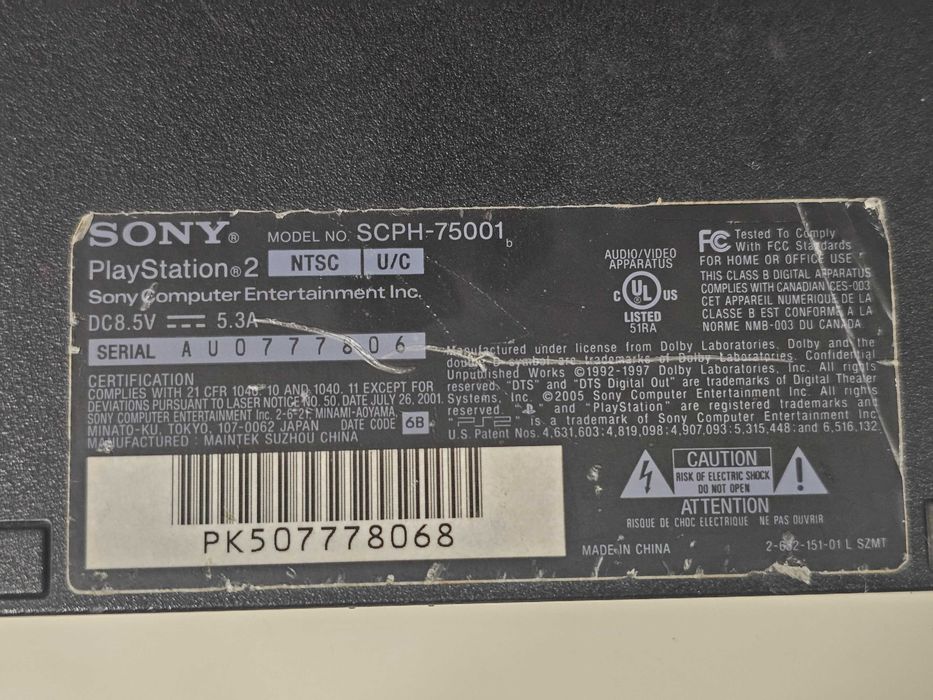 SONY® MODEL NO. SCPH-75001 b
PlayStation®2 NTSC U/C
Sony Computer Entertainment Inc.
DC8.5V 5.3A
SERIAL AU0777806
CERTIFICATION
COMPLIES WITH 21 CFR 1040. 10 AND 1040. 11 EXCEPT FOR
DEVIATIONS PURSUANT TO LASER NOTICE NO. 50, DATE JULY 26, 2001.
SONY COMPUTER ENTERTAINMENT INC. 2-6-21 MINAMI-AOYAMA,
MINATO-KU, TOKYO, 107-0062 JAPAN DATE CODE 6B
MANUFACTURED : MAINTEK SUZHOU CHINA
PK507778068
AUDIO/VIDEO
APPARATUS
C UL US
LISTED
51RA
FC Tested To Comply
With FCC Standards
FOR HOME OR OFFICE USE
THIS CLASS B DIGITAL APPARATUS
COMPLIES WITH CANADIAN ICES-003
CET APPAREIL NUMERIQUE DE LA
CLASSE B EST CONFORME A LA
NORME NMB-003 DU CANADA
Manufactured under license from Dolby Laboratories. Dolby and the
double-D symbol are trademarks of Dolby Laboratories. Confidential
Unpublished Works ©1992-1997 Dolby Laboratories, Inc. All rights
reserved. "DTS" and "DTS Digital Out" are trademarks of Digital Theater
Systems, Inc. ©2005 Sony Computer Entertainment Inc. All rights
reserved. " " and "PlayStation" are registered trademarks and
"PS2" is a trademark of Sony Computer Entertainment Inc.
U.S. Patent Nos. 4,631,603: 4,819,098: 4,907,093: 5,315,448: and 6,516,132.
CAUTION
RISK OF ELECTRIC SHOCK
DO NOT OPEN
ATTENTION
RISQUE DE CHOC ELECTRIQUE NE PAS OUVRIR
MADE IN CHINA 2-632-151-01 L SZMT